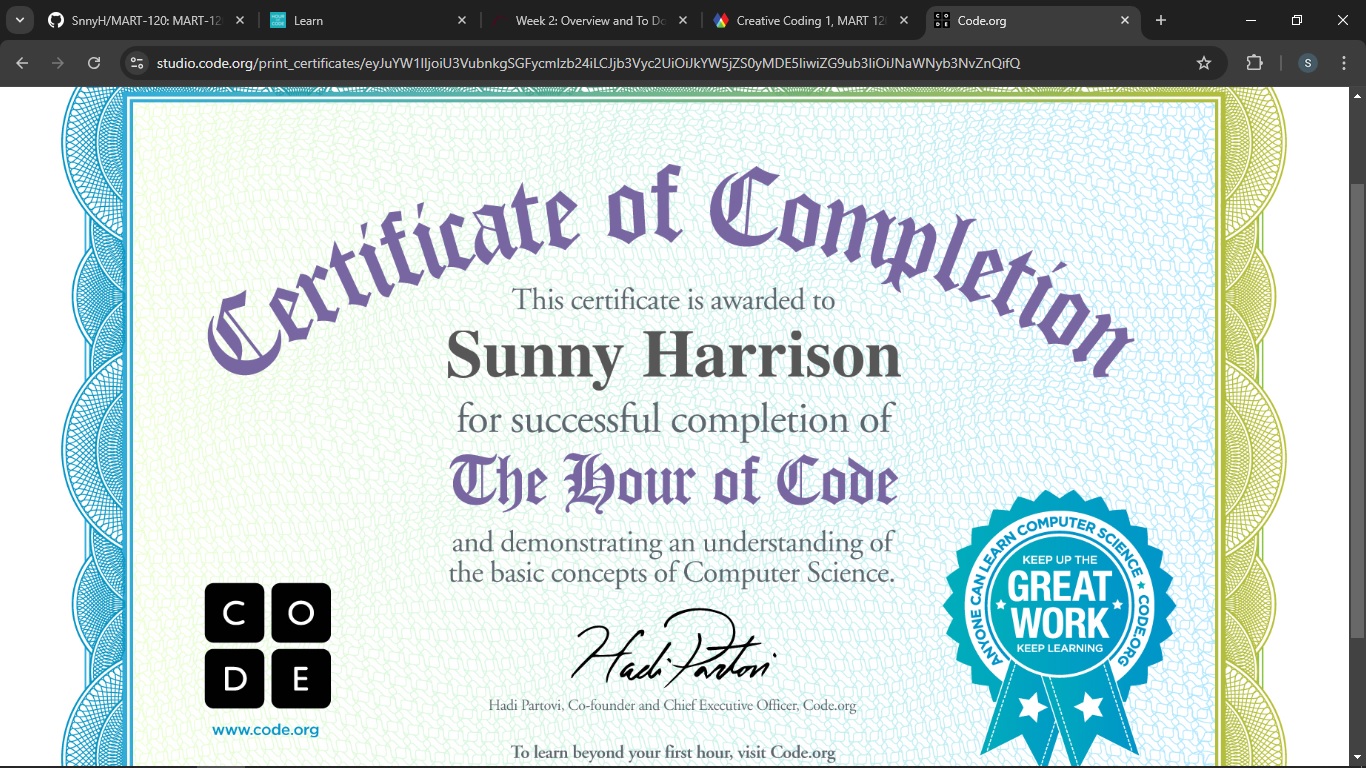 SnnyH/MART-120: MART-12
Learn
Week 2: Overview and To Do
Creative Coding 1, MART 12
Code.org
studio.code.org/print_certificates/eyJuYW1lIjoiU3VubnkgSGFycmlzb24iLCJjb3Vyc2UiOiJkYW5jZS0yMDE5IiwiZG9ub3IiOiJNaWNyb3NvZnQifQ
S
Certificate of Completion
This certificate is awarded to
Sunny Harrison
for successful completion of
The Hour of Code
and demonstrating an understanding of
the basic concepts of Computer Science.
Hadi Partovi
Hadi Partovi, Co-founder and Chief Executive Officer, Code.org
To learn beyond your first hour, visit Code.org
C O
D E
www.code.org
ANYONE CAN LEARN COMPUTER SCIENCE ★ CODE.ORG
KEEP UP THE
GREAT
WORK
KEEP LEARNING